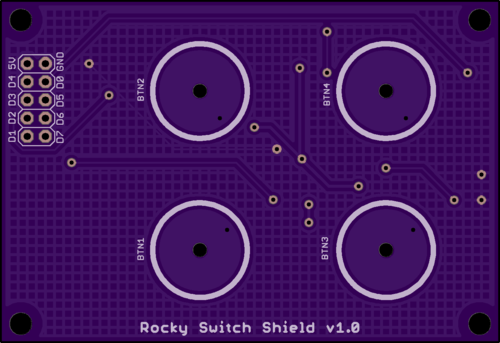 5V GND
D4 D0
D3 D5
D2 D6
D1 D7
BTN2
BTN4
BTN1
BTN3
Rocky Switch Shield v1.0